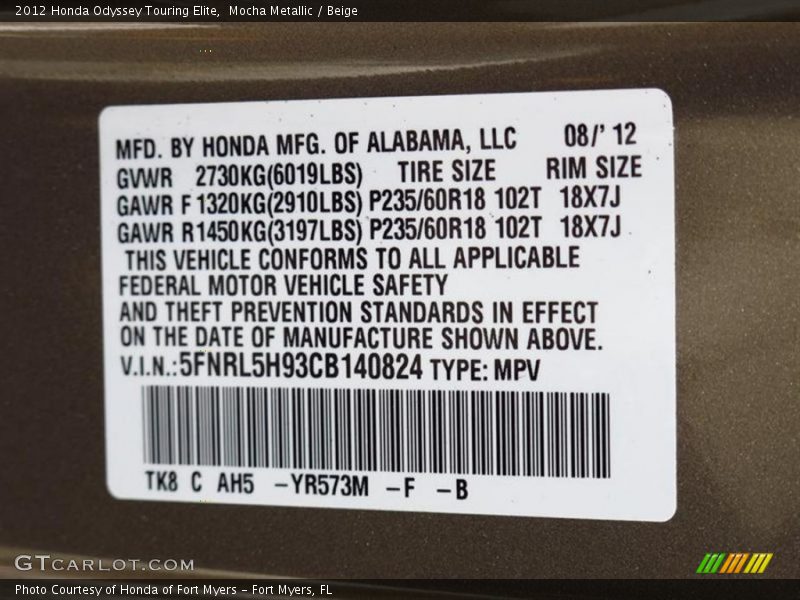 2012 Honda Odyssey Touring Elite, Mocha Metallic / Beige
MFD. BY HONDA MFG. OF ALABAMA, LLC 08/' 12
GVWR 2730KG(6019LBS) TIRE SIZE RIM SIZE
GAWR F 1320KG(2910LBS) P235/60R18 102T 18X7J
GAWR R1450KG(3197LBS) P235/60R18 102T 18X7J
THIS VEHICLE CONFORMS TO ALL APPLICABLE
FEDERAL MOTOR VEHICLE SAFETY
AND THEFT PREVENTION STANDARDS IN EFFECT
ON THE DATE OF MANUFACTURE SHOWN ABOVE.
V.I.N.:5FNRL5H93CB140824 TYPE: MPV
TK8 C AH5 -YR573M -F -B
GTCARLOT.COM
Photo Courtesy of Honda of Fort Myers - Fort Myers, FL